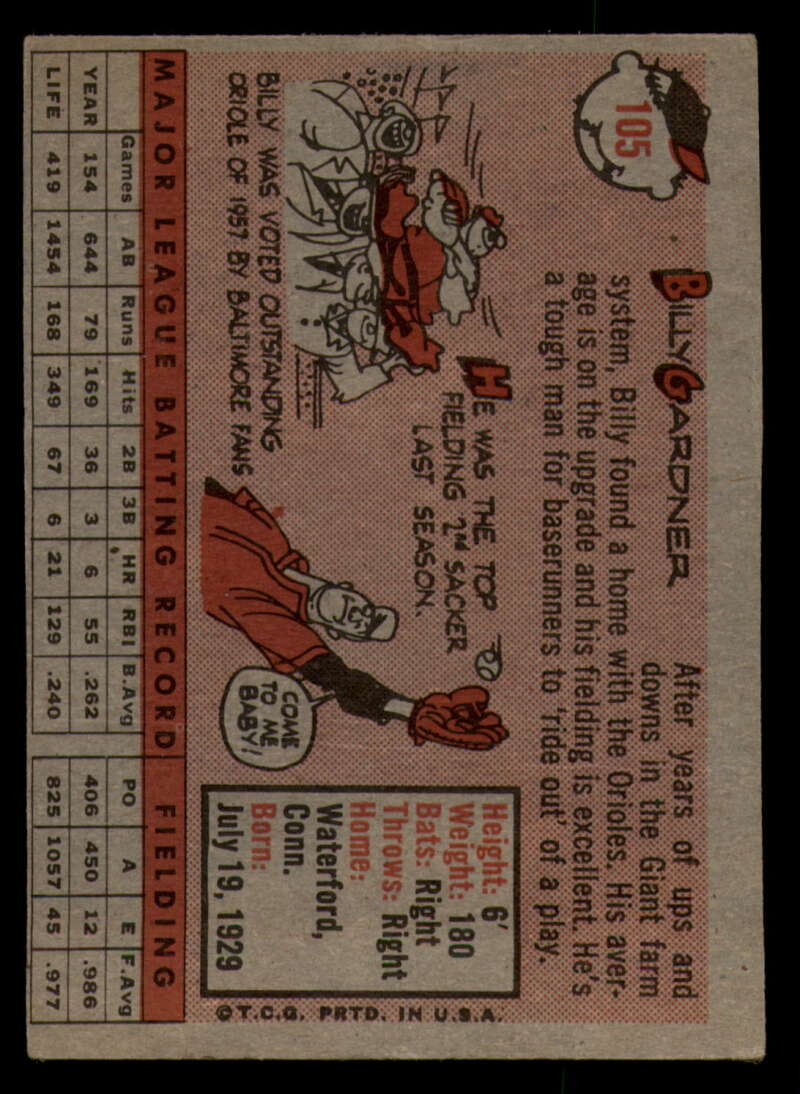 105
BILLY GARDNER
After years of ups and
downs in the Giant farm
system, Billy found a home with the Orioles. His aver-
age is on the upgrade and his fielding is excellent. He's
a tough man for baserunners to 'ride out' of a play.
HE WAS THE TOP
FIELDING 2ND SACKER
LAST SEASON.
BILLY WAS VOTED OUTSTANDING
ORIOLE OF 1957 BY BALTIMORE FANS
COME
TO ME
BABY!
Height: 6'
Weight: 180
Bats: Right
Throws: Right
Home:
Waterford,
Conn.
Born:
July 19, 1929
©T.C.G. PRTD. IN U.S.A.
MAJOR LEAGUE BATTING RECORD FIELDING
Games AB Runs Hits 2B 3B HR RBI B.Avg PO A E F.Avg
YEAR 154 644 79 169 36 3 6 55 .262 406 450 12 .986
LIFE 419 1454 168 349 67 6 21 129 .240 825 1057 45 .977